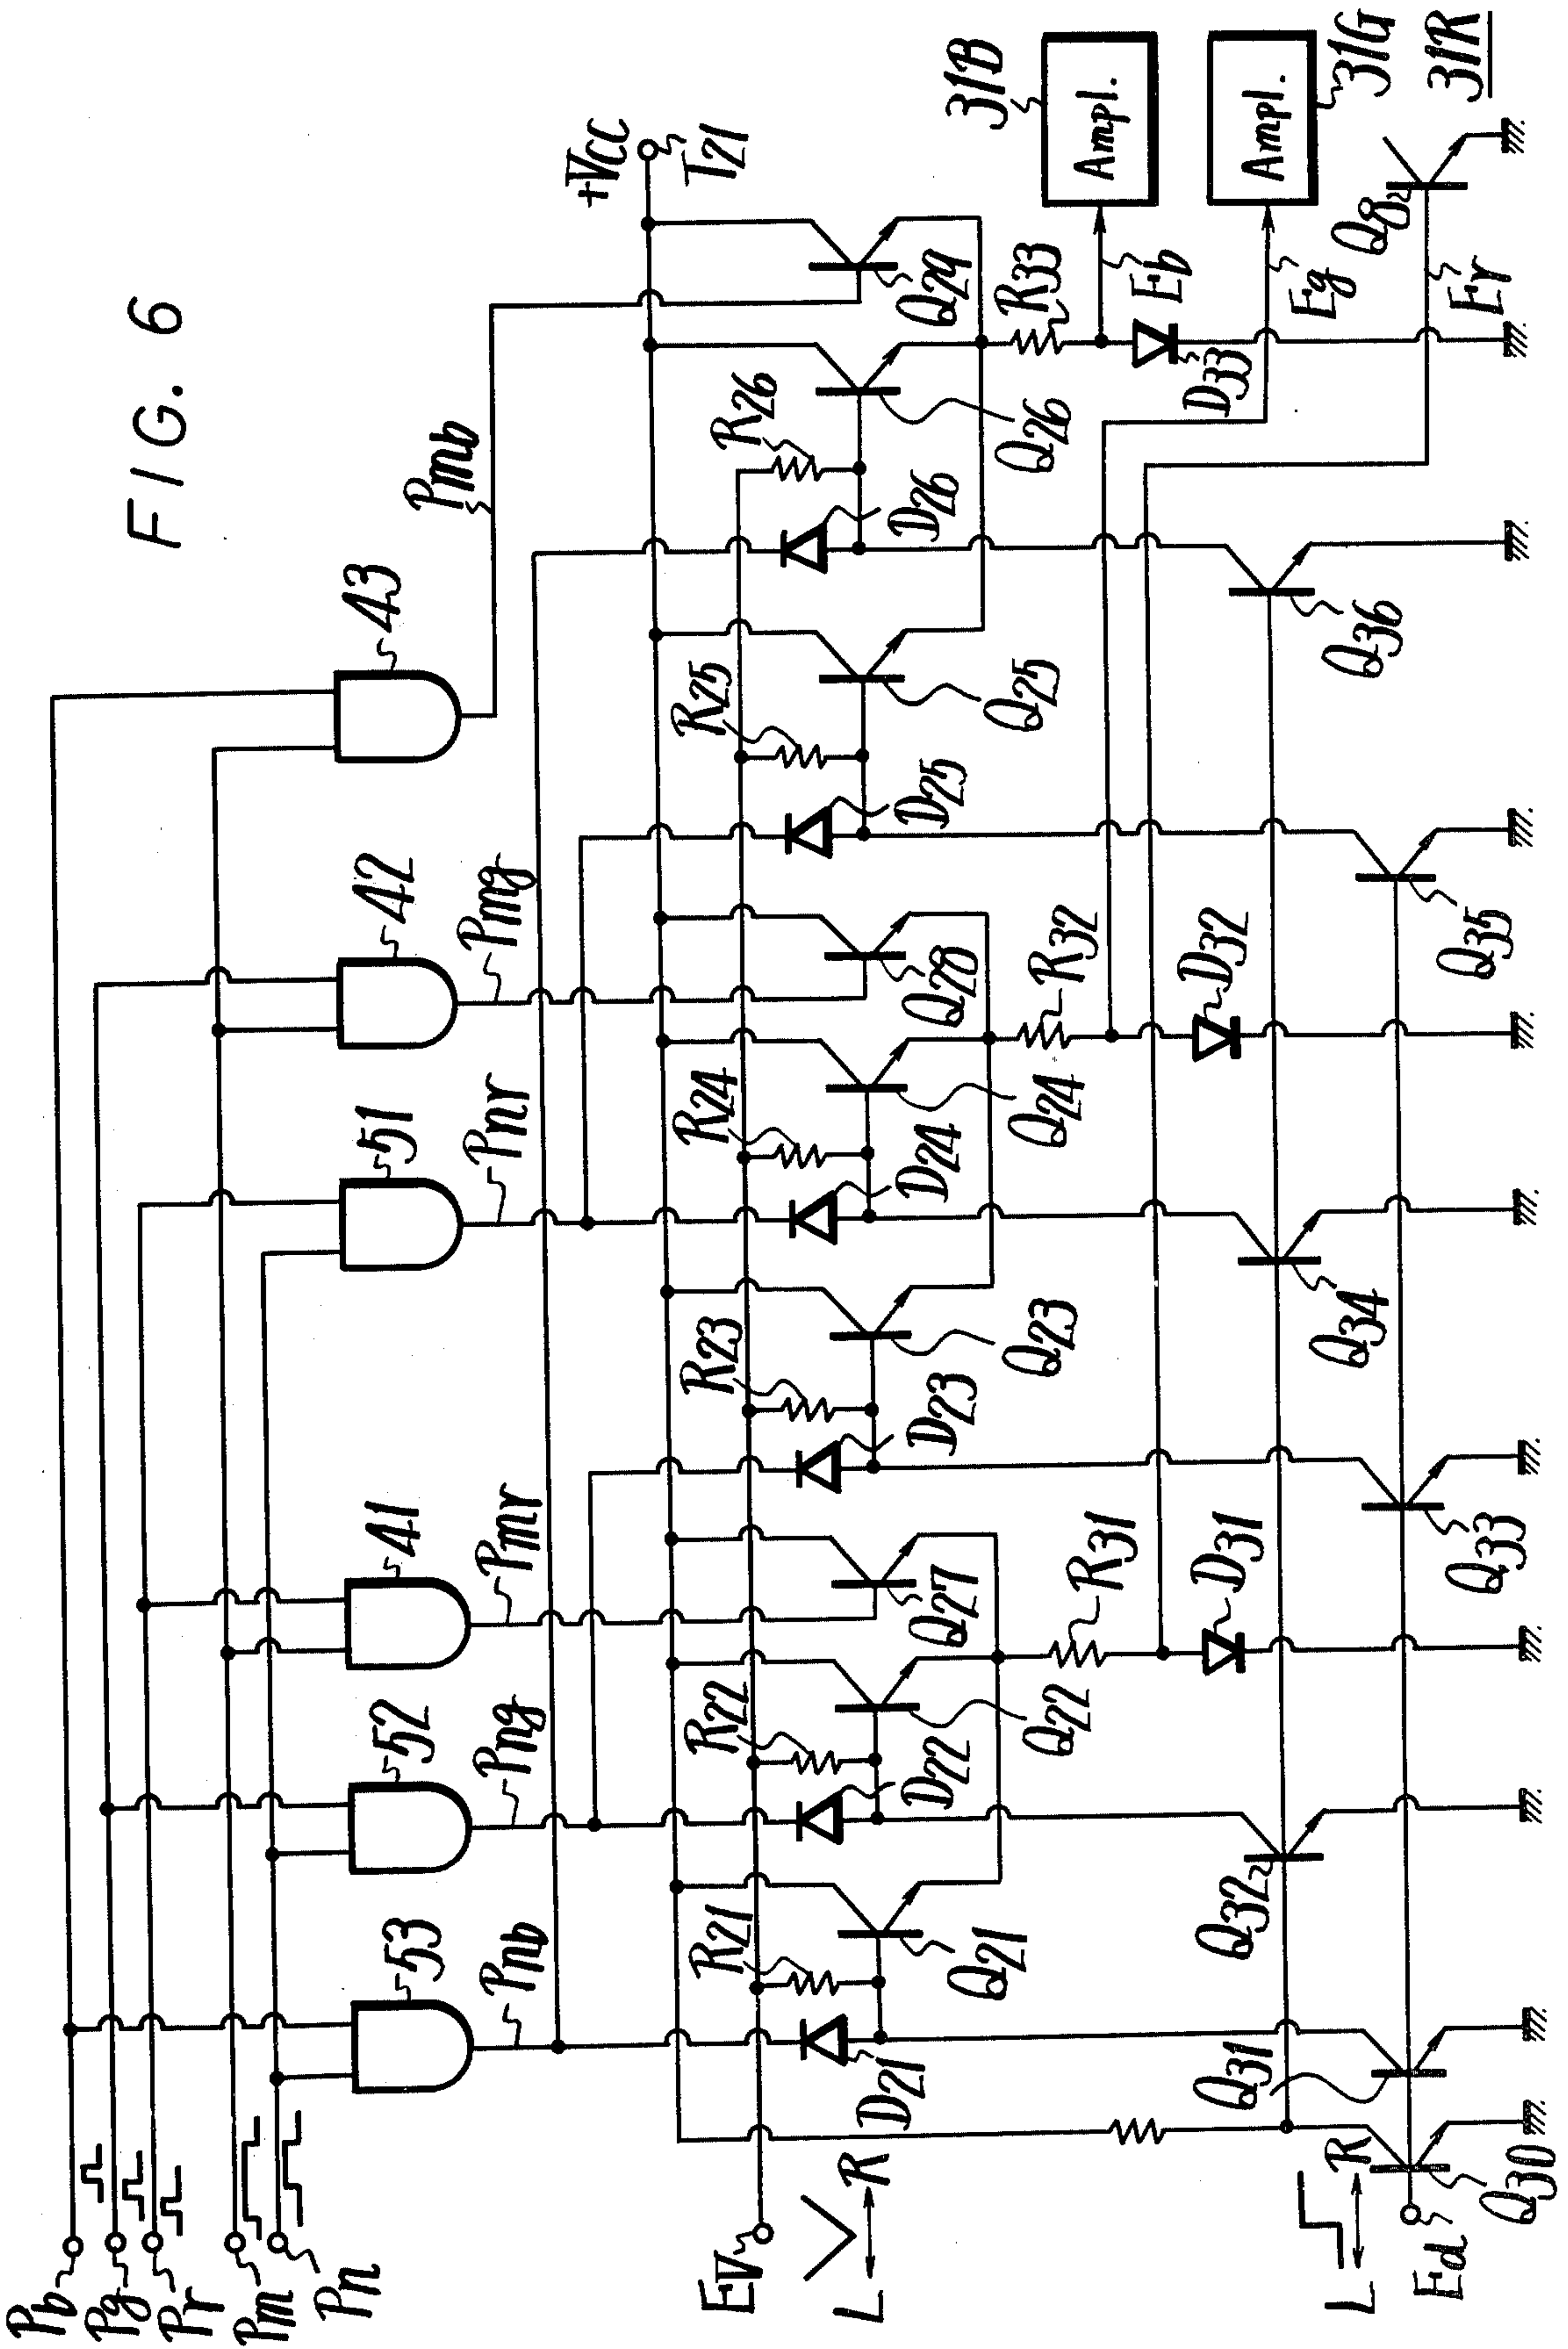 FIG. 6
Pb
Pg
Pr
Pm
Pn
53
52
41
51
42
43
Pnb
Png
Pmr
Pnr
Pmg
Pmb
+Vcc
T21
Ev
L
R
R21
R22
R23
R24
R25
R26
D21
D22
D23
D24
D25
D26
Q21
Q22
Q27
Q23
Q24
Q28
Q25
Q26
Q29
R31
R32
R33
D31
D32
D33
Eb
Eg
Er
31B
Ampl.
31G
Ampl.
31R
Q8
Q31
Q32
Q34
Q36
L
R
Ed
Q30
Q33
Q35